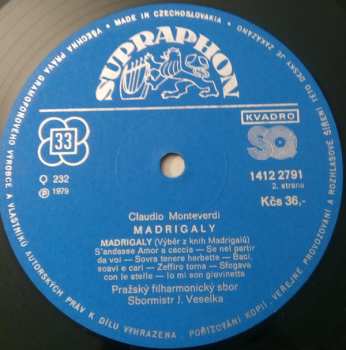 VŠECHNA PRÁVA GRAMOFONOVÉHO VÝROBCE A VLASTNÍKŮ AUTORSKÝCH PRÁV K DÍLU VYHRAZENA. POŘIZOVÁNÍ KOPIÍ, VEŘEJNÉ PROVOZOVÁNÍ A ROZHLASOVÉ ŠÍŘENÍ TÉTO DESKY JE ZAKÁZÁNO
• MADE IN CZECHOSLOVAKIA •
SUPRAPHON
33
KVADRO
SQ
Q 232
Ⓟ 1979
1412 2791
2. strana
Kčs 36,-
Claudio Monteverdi
MADRIGALY
MADRIGALY (Výběr z knih Madrigalů)
S'andasse Amor a caccia — Se nel partir
da voi — Sovra tenere herbette — Baci,
soavi e cari — Zeffiro torna — Sfogava
con le stelle — Io mi son giovinetta
Pražský filharmonický sbor
Sbormistr J. Veselka